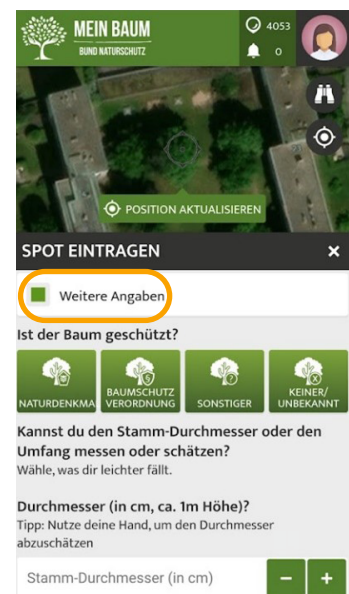 MEIN BAUM
BUND NATURSCHUTZ
4053
0
POSITION AKTUALISIEREN
SPOT EINTRAGEN ×
Weitere Angaben
Ist der Baum geschützt?
NATURDENKMA
BAUMSCHUTZ
VERORDNUNG
SONSTIGER
KEINER/
UNBEKANNT
Kannst du den Stamm-Durchmesser oder den
Umfang messen oder schätzen?
Wähle, was dir leichter fällt.
Durchmesser (in cm, ca. 1m Höhe)?
Tipp: Nutze deine Hand, um den Durchmesser
abzuschätzen
Stamm-Durchmesser (in cm) − +